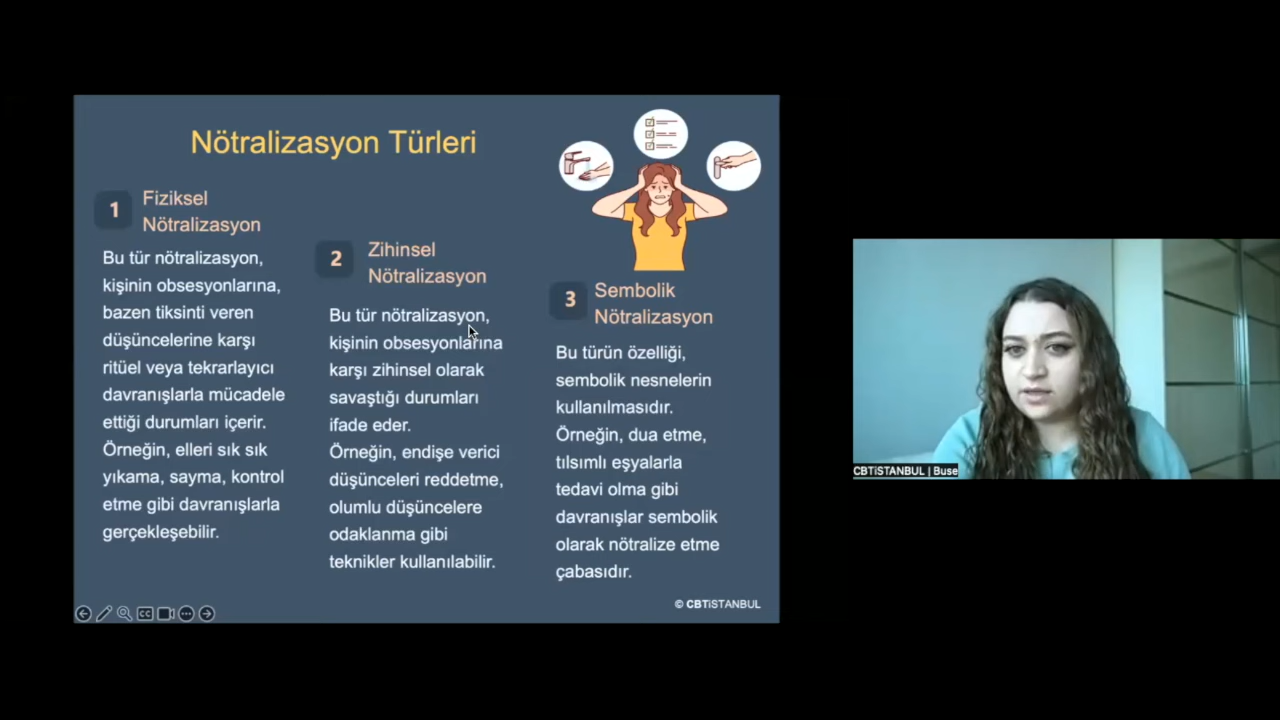 Nötralizasyon Türleri
1
Fiziksel
Nötralizasyon
Bu tür nötralizasyon,
kişinin obsesyonlarına,
bazen tiksinti veren
düşüncelerine karşı
ritüel veya tekrarlayıcı
davranışlarla mücadele
ettiği durumları içerir.
Örneğin, elleri sık sık
yıkama, sayma, kontrol
etme gibi davranışlarla
gerçekleşebilir.
2
Zihinsel
Nötralizasyon
Bu tür nötralizasyon,
kişinin obsesyonlarına
karşı zihinsel olarak
savaştığı durumları
ifade eder.
Örneğin, endişe verici
düşünceleri reddetme,
olumlu düşüncelere
odaklanma gibi
teknikler kullanılabilir.
3
Sembolik
Nötralizasyon
Bu türün özelliği,
sembolik nesnelerin
kullanılmasıdır.
Örneğin, dua etme,
tılsımlı eşyalarla
tedavi olma gibi
davranışlar sembolik
olarak nötralize etme
çabasıdır.
© CBTiSTANBUL
CC
CBTiSTANBUL | Buse